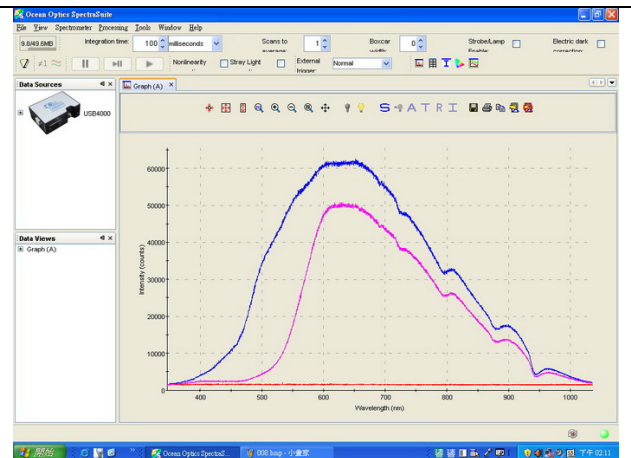 Ocean Optics SpectraSuite
File View Spectrometer Processing Tools Window Help
9.8/49.6MB Integration time: 100 milliseconds Scans to average: 1 Boxcar width: 0 Strobe/Lamp Enable: Electric dark correction:
Nonlinearity Stray Light External trigger: Normal
Data Sources
Graph (A)
USB4000
S A T R I
Data Views
Graph (A)
60000
50000
40000
30000
20000
10000
0
Intensity (counts)
400 500 600 700 800 900 1000
Wavelength (nm)
開始
Ocean Optics SpectraS...
008.bmp - 小畫家
下午 02:11